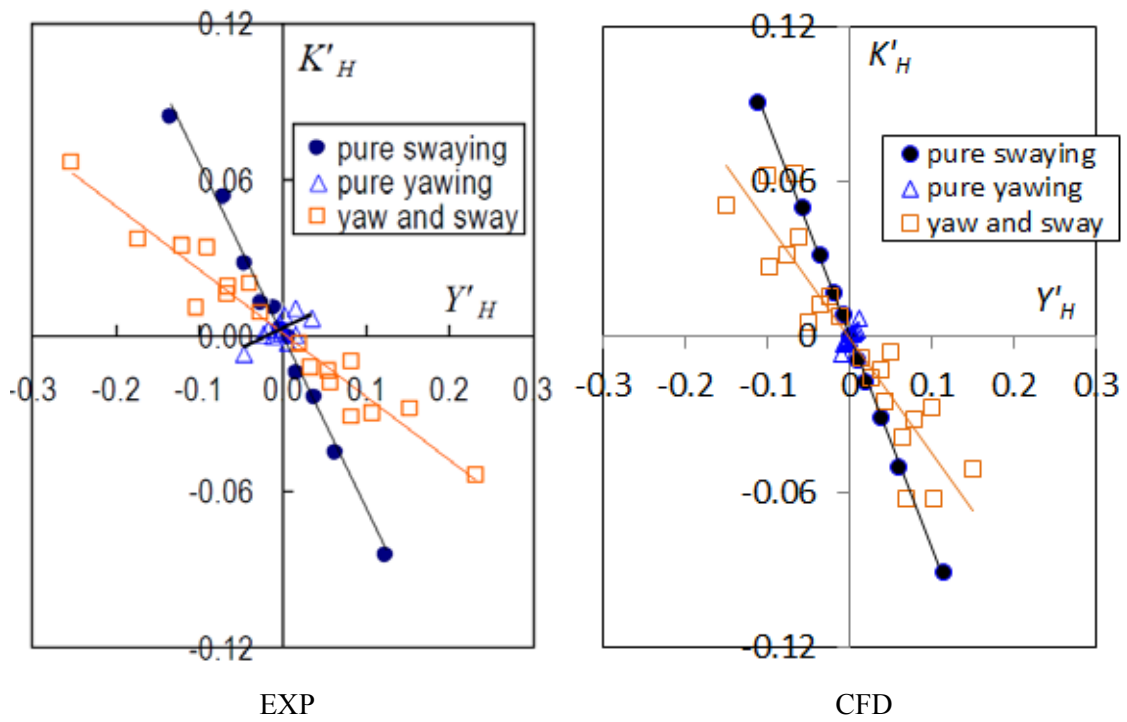 0.12
K'H
pure swaying
pure yawing
yaw and sway
0.06
Y'H
0.00
-0.3 -0.2 -0.1 0.0 0.1 0.2 0.3
-0.06
-0.12
EXP
0.12
K'H
pure swaying
pure yawing
yaw and sway
0.06
Y'H
0
-0.3 -0.2 -0.1 0 0.1 0.2 0.3
-0.06
-0.12
CFD